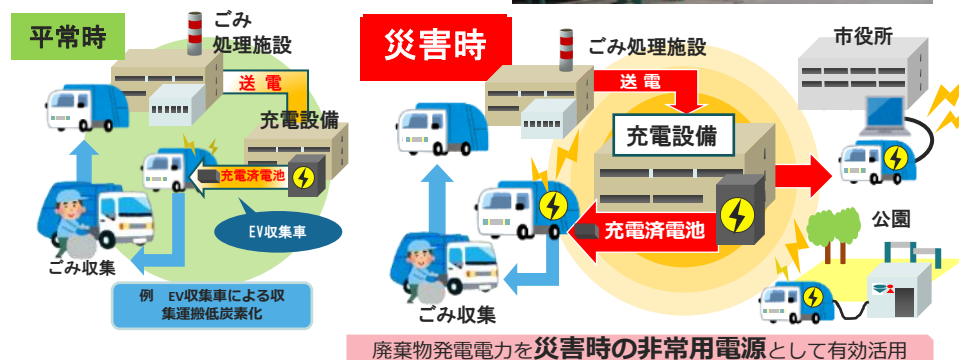 平常時
ごみ
処理施設
送電
充電設備
充電済電池
EV収集車
ごみ収集
例　EV収集車による収
集運搬低炭素化
災害時
ごみ処理施設
送電
充電設備
市役所
充電済電池
公園
ごみ収集
廃棄物発電電力を災害時の非常用電源として有効活用